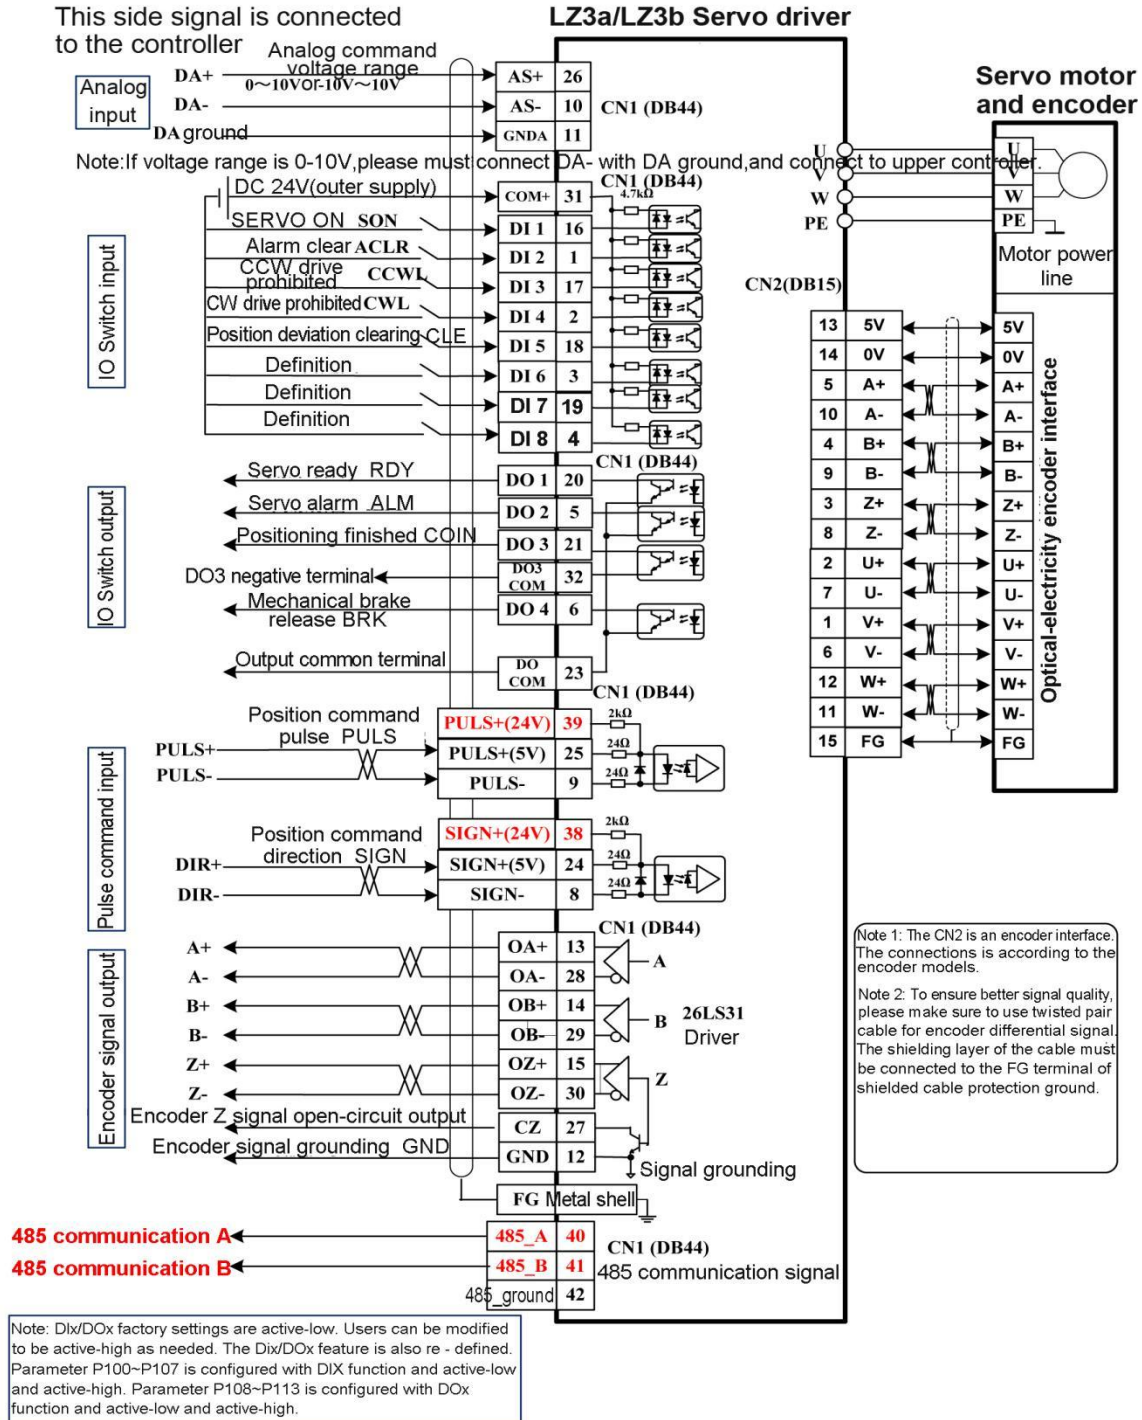 This side signal is connected
to the controller
LZ3a/LZ3b Servo driver
Servo motor
and encoder
Analog
input
DA+
Analog command
voltage range
0~10Vor-10V~10V
AS+ 26
DA-
AS- 10
CN1 (DB44)
DA ground
GNDA 11
Note:If voltage range is 0-10V,please must connect DA- with DA ground,and connect to upper controller.
U
V
W
PE
U
V
W
PE
Motor power
line
IO Switch input
DC 24V(outer supply)
COM+ 31
CN1 (DB44)
4.7kΩ
SERVO ON SON
DI 1 16
Alarm clear ACLR
DI 2 1
CCW drive
prohibited CCWL
DI 3 17
CW drive prohibited CWL
DI 4 2
Position deviation clearing CLE
DI 5 18
Definition
DI 6 3
Definition
DI 7 19
Definition
DI 8 4
CN2(DB15)
13 5V 5V
14 0V 0V
5 A+ A+
10 A- A-
4 B+ B+
9 B- B-
3 Z+ Z+
8 Z- Z-
2 U+ U+
7 U- U-
1 V+ V+
6 V- V-
12 W+ W+
11 W- W-
15 FG FG
Optical-electricity encoder interface
IO Switch output
CN1 (DB44)
Servo ready RDY
DO 1 20
Servo alarm ALM
DO 2 5
Positioning finished COIN
DO 3 21
DO3 negative terminal
DO3
COM 32
Mechanical brake
release BRK
DO 4 6
Output common terminal
DO
COM 23
CN1 (DB44)
Pulse command input
Position command
pulse PULS
PULS+(24V) 39
2kΩ
PULS+
PULS+(5V) 25
24Ω
PULS-
PULS- 9
24Ω
Position command
direction SIGN
SIGN+(24V) 38
2kΩ
DIR+
SIGN+(5V) 24
24Ω
DIR-
SIGN- 8
24Ω
Encoder signal output
CN1 (DB44)
A+
OA+ 13
A
A-
OA- 28
B+
OB+ 14
B
26LS31
Driver
B-
OB- 29
Z+
OZ+ 15
Z
Z-
OZ- 30
Encoder Z signal open-circuit output
CZ 27
Encoder signal grounding GND
GND 12
Signal grounding
FG Metal shell
485 communication A
485_A 40
CN1 (DB44)
485 communication B
485_B 41
485 communication signal
485_ground 42
Note 1: The CN2 is an encoder interface.
The connections is according to the
encoder models.
Note 2: To ensure better signal quality,
please make sure to use twisted pair
cable for encoder differential signal.
The shielding layer of the cable must
be connected to the FG terminal of
shielded cable protection ground.
Note: DIx/DOx factory settings are active-low. Users can be modified
to be active-high as needed. The Dix/DOx feature is also re - defined.
Parameter P100~P107 is configured with DIX function and active-low
and active-high. Parameter P108~P113 is configured with DOx
function and active-low and active-high.